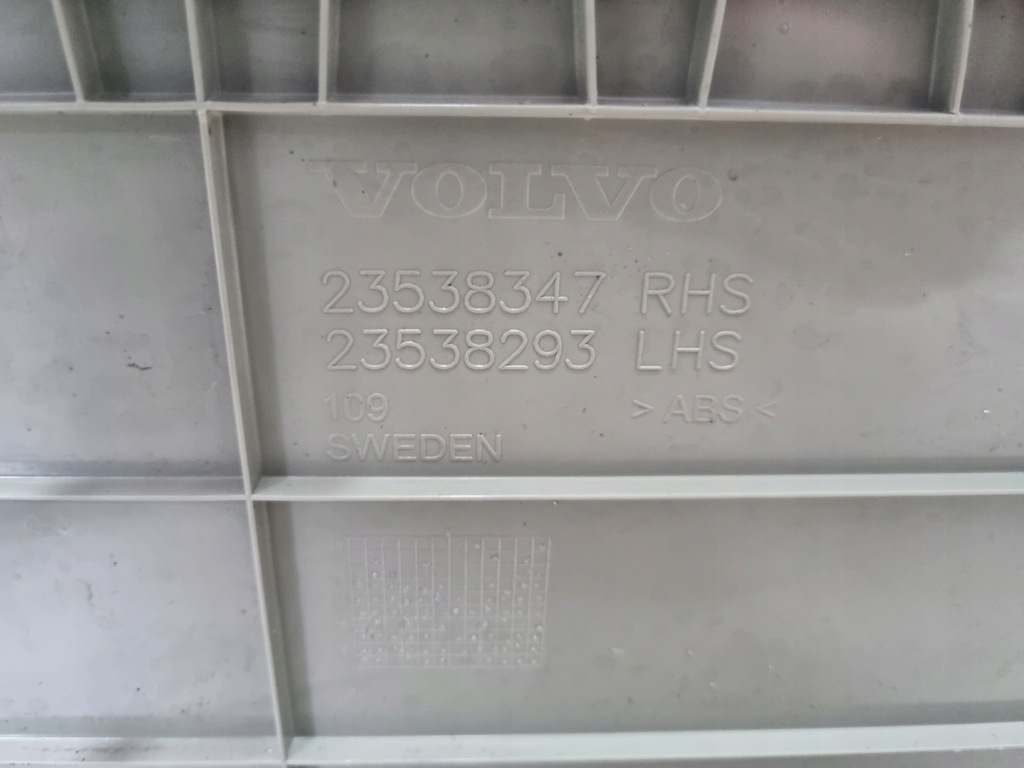 VOLVO
23538347 RHS
23538293 LHS
109 >ABS<
SWEDEN